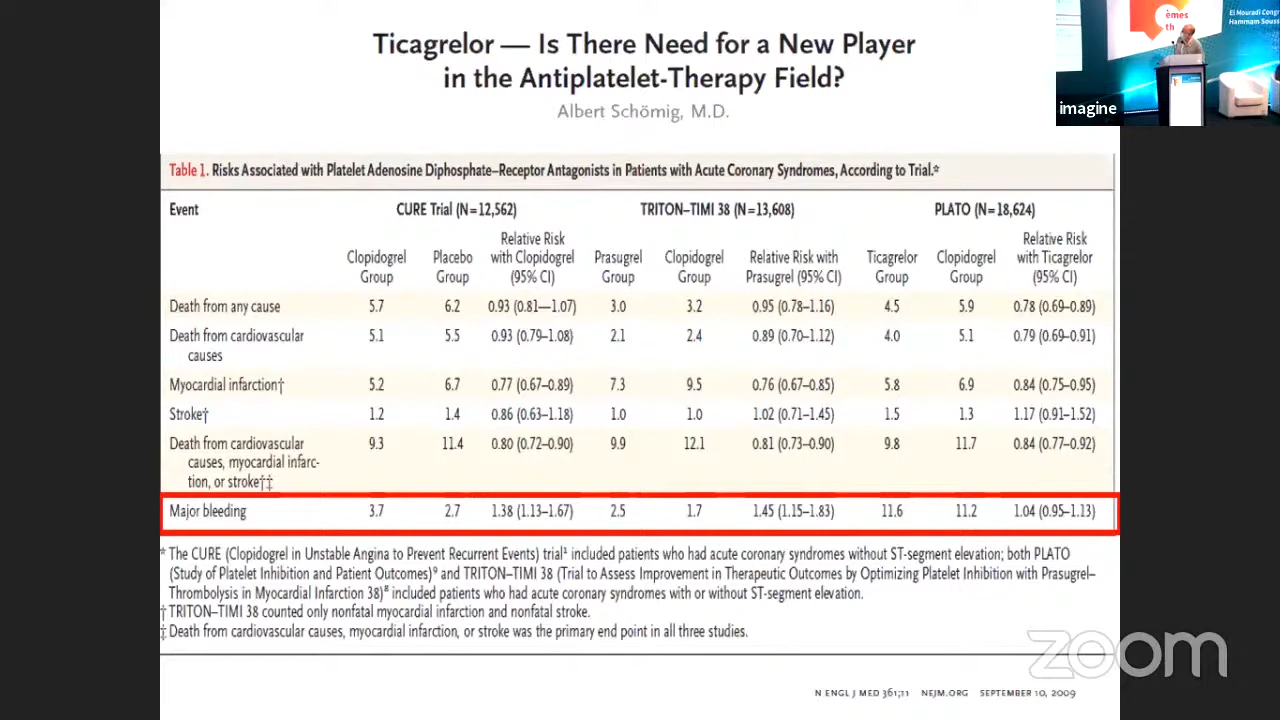 Ticagrelor — Is There Need for a New Player
in the Antiplatelet-Therapy Field?
Albert Schömig, M.D.
èmes
th
El Mouradi Congr
Hammam Souss
imagine
Table 1. Risks Associated with Platelet Adenosine Diphosphate–Receptor Antagonists in Patients with Acute Coronary Syndromes, According to Trial.*
Event CURE Trial (N=12,562) TRITON–TIMI 38 (N=13,608) PLATO (N=18,624)
Clopidogrel Group Placebo Group Relative Risk with Clopidogrel (95% CI) Prasugrel Group Clopidogrel Group Relative Risk with Prasugrel (95% CI) Ticagrelor Group Clopidogrel Group Relative Risk with Ticagrelor (95% CI)
Death from any cause 5.7 6.2 0.93 (0.81—1.07) 3.0 3.2 0.95 (0.78–1.16) 4.5 5.9 0.78 (0.69–0.89)
Death from cardiovascular causes 5.1 5.5 0.93 (0.79–1.08) 2.1 2.4 0.89 (0.70–1.12) 4.0 5.1 0.79 (0.69–0.91)
Myocardial infarction† 5.2 6.7 0.77 (0.67–0.89) 7.3 9.5 0.76 (0.67–0.85) 5.8 6.9 0.84 (0.75–0.95)
Stroke† 1.2 1.4 0.86 (0.63–1.18) 1.0 1.0 1.02 (0.71–1.45) 1.5 1.3 1.17 (0.91–1.52)
Death from cardiovascular causes, myocardial infarc-tion, or stroke†‡ 9.3 11.4 0.80 (0.72–0.90) 9.9 12.1 0.81 (0.73–0.90) 9.8 11.7 0.84 (0.77–0.92)
Major bleeding 3.7 2.7 1.38 (1.13–1.67) 2.5 1.7 1.45 (1.15–1.83) 11.6 11.2 1.04 (0.95–1.13)
* The CURE (Clopidogrel in Unstable Angina to Prevent Recurrent Events) trial¹ included patients who had acute coronary syndromes without ST-segment elevation; both PLATO
(Study of Platelet Inhibition and Patient Outcomes)⁹ and TRITON–TIMI 38 (Trial to Assess Improvement in Therapeutic Outcomes by Optimizing Platelet Inhibition with Prasugrel–
Thrombolysis in Myocardial Infarction 38)⁸ included patients who had acute coronary syndromes with or without ST-segment elevation.
† TRITON–TIMI 38 counted only nonfatal myocardial infarction and nonfatal stroke.
‡ Death from cardiovascular causes, myocardial infarction, or stroke was the primary end point in all three studies.
zoom
N ENGL J MED 361;11 NEJM.ORG SEPTEMBER 10, 2009